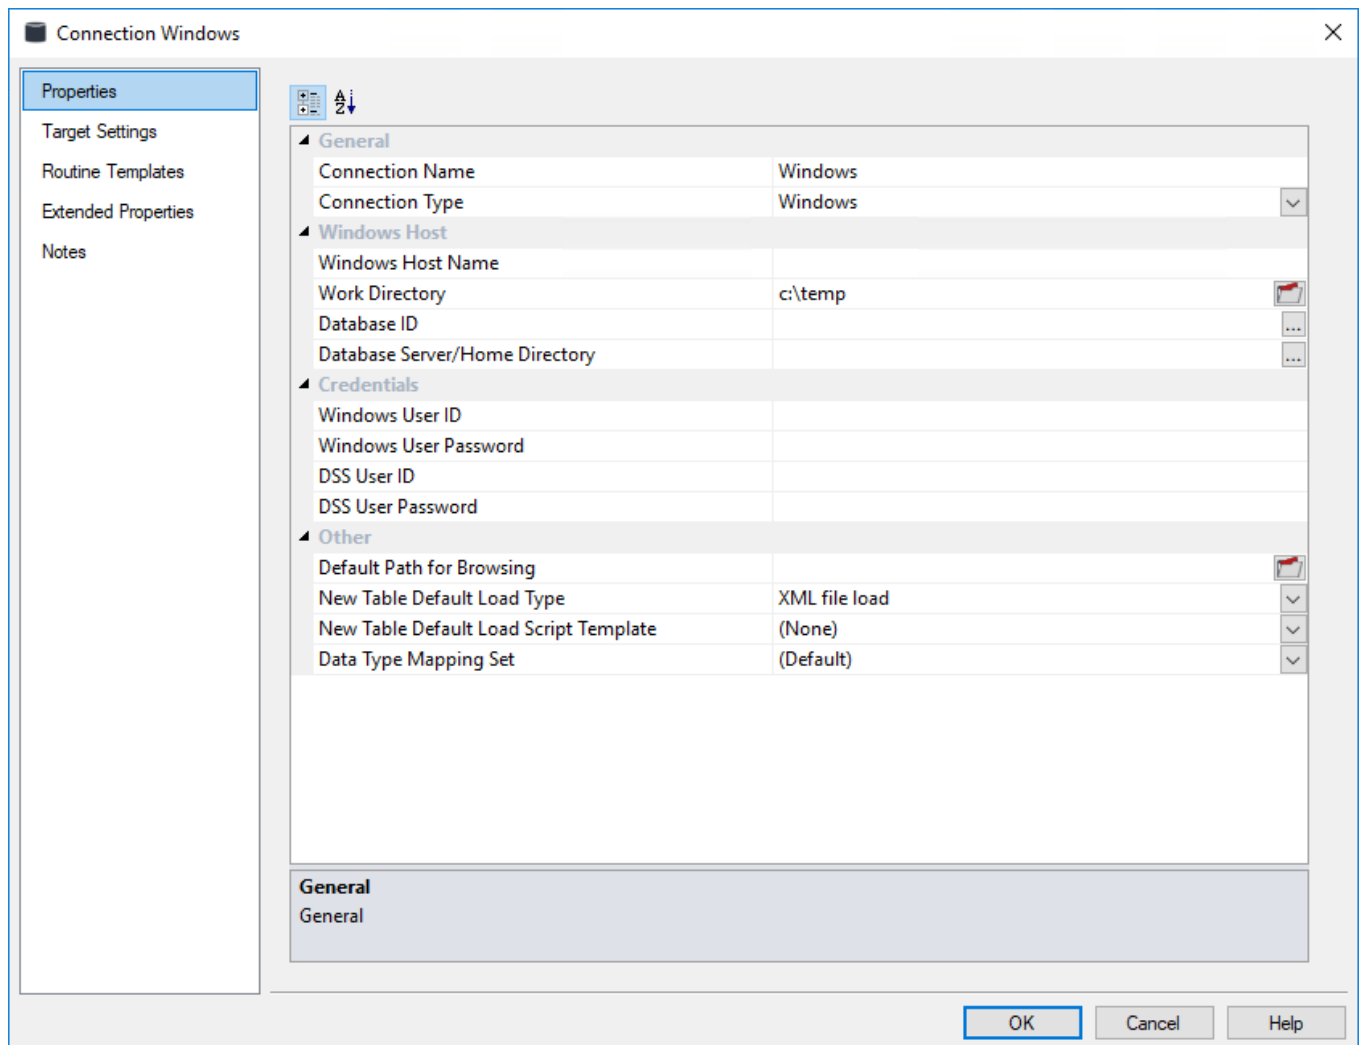 Connection Windows
Properties
Target Settings
Routine Templates
Extended Properties
Notes
General
Connection Name Windows
Connection Type Windows
Windows Host
Windows Host Name
Work Directory c:\temp
Database ID ...
Database Server/Home Directory ...
Credentials
Windows User ID
Windows User Password
DSS User ID
DSS User Password
Other
Default Path for Browsing
New Table Default Load Type XML file load
New Table Default Load Script Template (None)
Data Type Mapping Set (Default)
General
General
OK Cancel Help